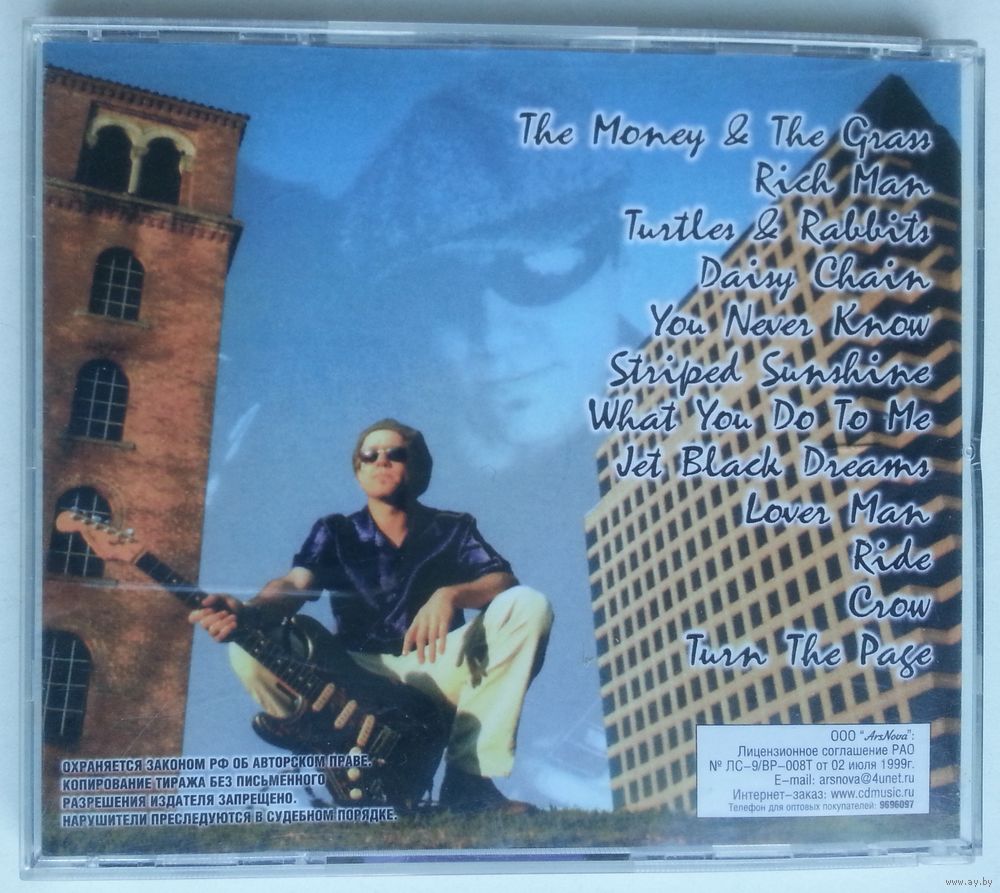 The Money & The Grass
Rich Man
Turtles & Rabbits
Daisy Chain
You Never Know
Striped Sunshine
What You Do To Me
Jet Black Dreams
Lover Man
Ride
Crow
Turn The Page
ОХРАНЯЕТСЯ ЗАКОНОМ РФ ОБ АВТОРСКОМ ПРАВЕ.
КОПИРОВАНИЕ ТИРАЖА БЕЗ ПИСЬМЕННОГО
РАЗРЕШЕНИЯ ИЗДАТЕЛЯ ЗАПРЕЩЕНО.
НАРУШИТЕЛИ ПРЕСЛЕДУЮТСЯ В СУДЕБНОМ ПОРЯДКЕ.
ООО "ArsNova":
Лицензионное соглашение РАО
№ ЛС-9/ВР-008Т от 02 июля 1999г.
E-mail: arsnova@4unet.ru
Интернет-заказ: www.cdmusic.ru
Телефон для оптовых покупателей: 9696097
www.ay.by